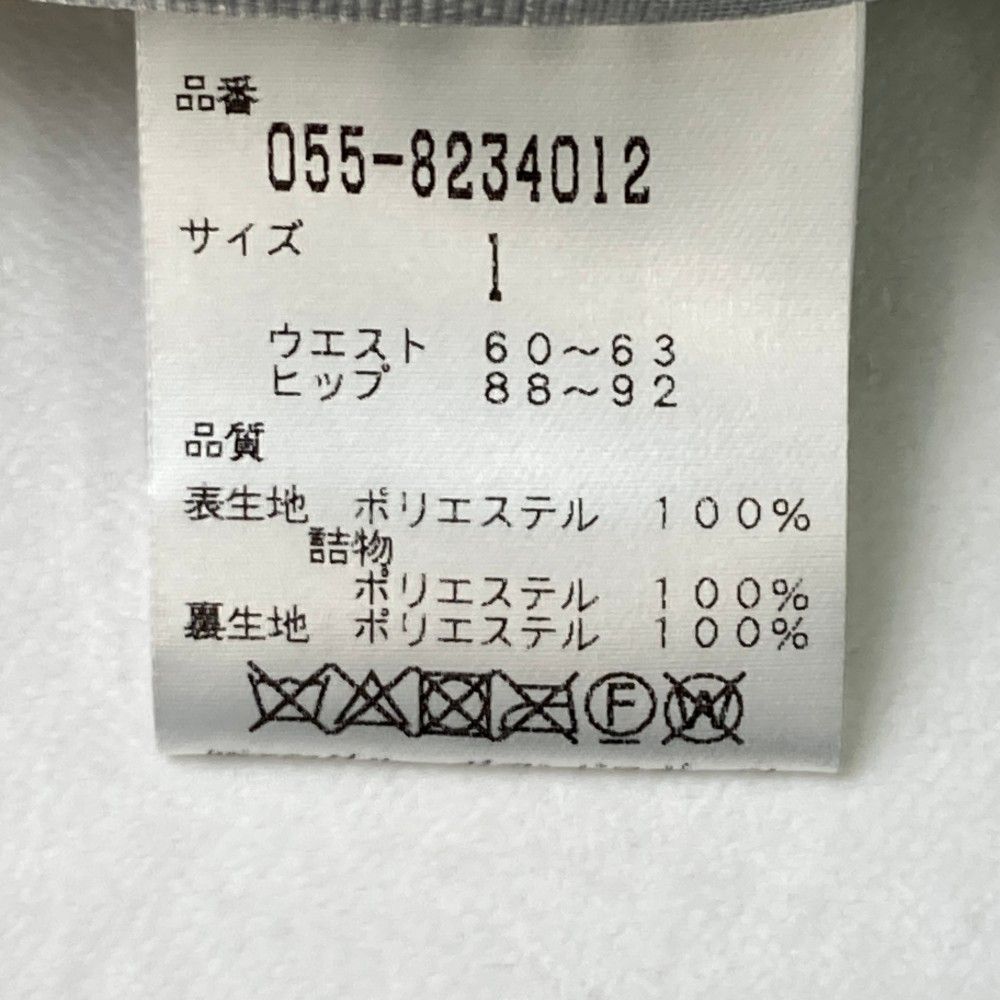 品番
055-8234012
サイズ
1
ウエスト 60～63
ヒップ 88～92
品質
表生地 ポリエステル 100%
詰物
ポリエステル 100%
裏生地 ポリエステル 100%
F W